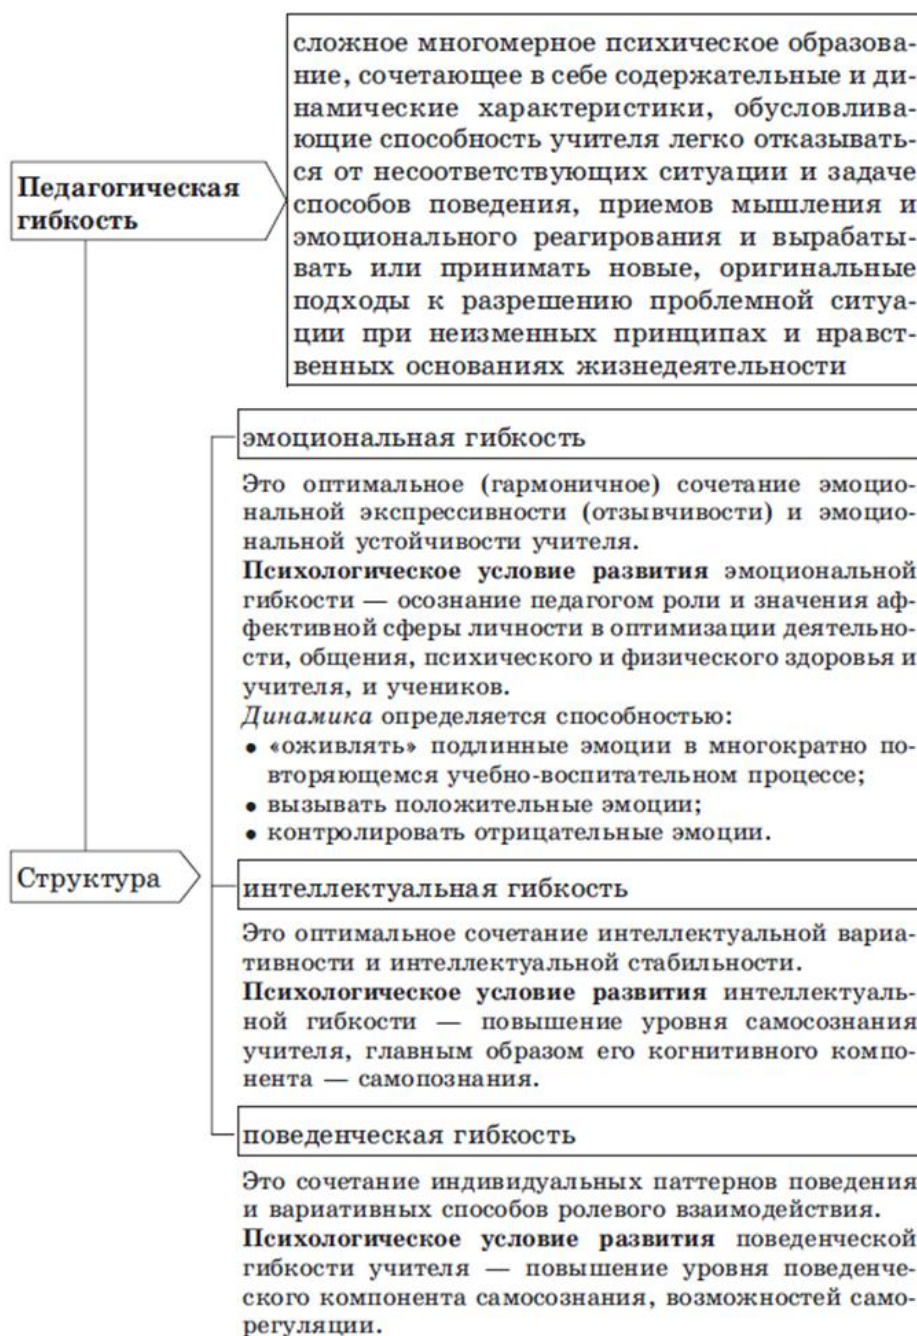 сложное многомерное психическое образова-
ние, сочетающее в себе содержательные и ди-
намические характеристики, обусловлива-
ющие способность учителя легко отказывать-
ся от несоответствующих ситуации и задаче
способов поведения, приемов мышления и
эмоционального реагирования и вырабаты-
вать или принимать новые, оригинальные
подходы к разрешению проблемной ситуа-
ции при неизменных принципах и нравст-
венных основаниях жизнедеятельности
Педагогическая
гибкость
эмоциональная гибкость
Это оптимальное (гармоничное) сочетание эмоцио-
нальной экспрессивности (отзывчивости) и эмоцио-
нальной устойчивости учителя.
Психологическое условие развития эмоциональной
гибкости — осознание педагогом роли и значения аф-
фективной сферы личности в оптимизации деятельно-
сти, общения, психического и физического здоровья и
учителя, и учеников.
Динамика определяется способностью:
• «оживлять» подлинные эмоции в многократно по-
вторяющемся учебно-воспитательном процессе;
• вызывать положительные эмоции;
• контролировать отрицательные эмоции.
Структура
интеллектуальная гибкость
Это оптимальное сочетание интеллектуальной вариа-
тивности и интеллектуальной стабильности.
Психологическое условие развития интеллектуаль-
ной гибкости — повышение уровня самосознания
учителя, главным образом его когнитивного компо-
нента — самопознания.
поведенческая гибкость
Это сочетание индивидуальных паттернов поведения
и вариативных способов ролевого взаимодействия.
Психологическое условие развития поведенческой
гибкости учителя — повышение уровня поведенче-
ского компонента самосознания, возможностей само-
регуляции.